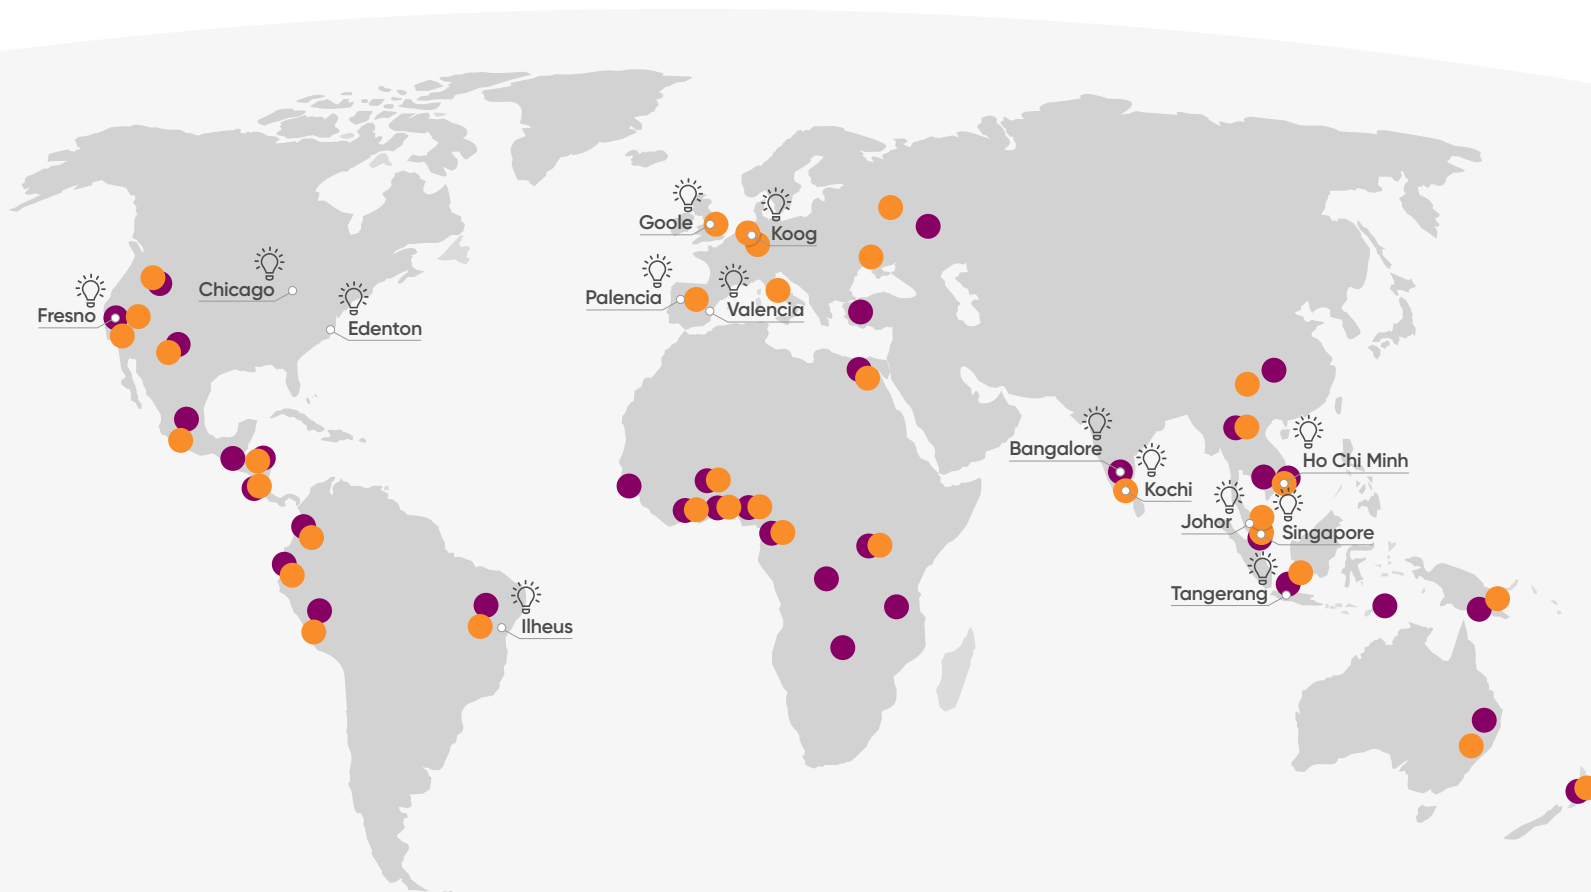 Goole
Koog
Chicago
Palencia
Valencia
Fresno
Edenton
Bangalore
Ho Chi Minh
Kochi
Johor
Singapore
Tangerang
Ilheus